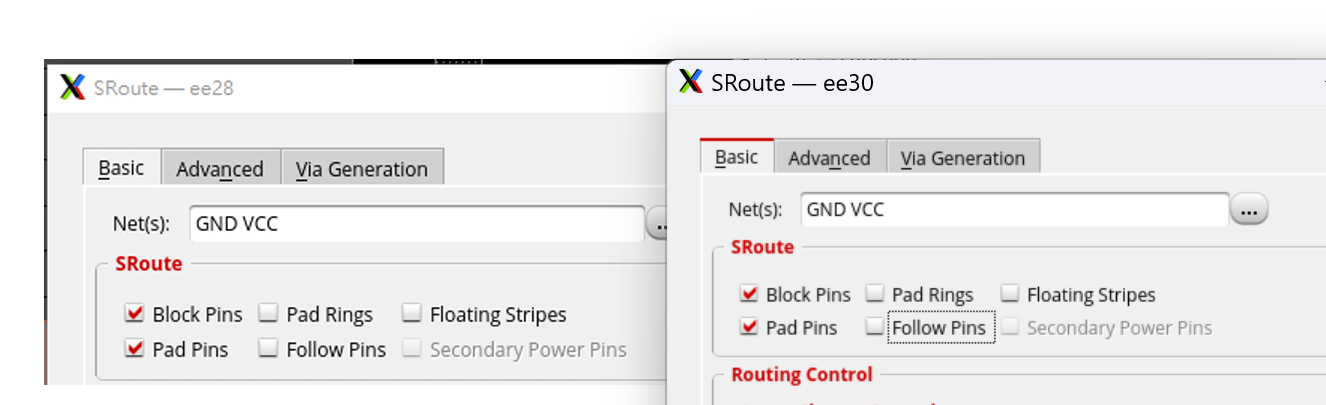 SRoute — ee28
Basic
Advanced
Via Generation
Net(s):
GND VCC
...
SRoute
Block Pins
Pad Rings
Floating Stripes
Pad Pins
Follow Pins
Secondary Power Pins
SRoute — ee30
Basic
Advanced
Via Generation
Net(s):
GND VCC
...
SRoute
Block Pins
Pad Rings
Floating Stripes
Pad Pins
Follow Pins
Secondary Power Pins
Routing Control